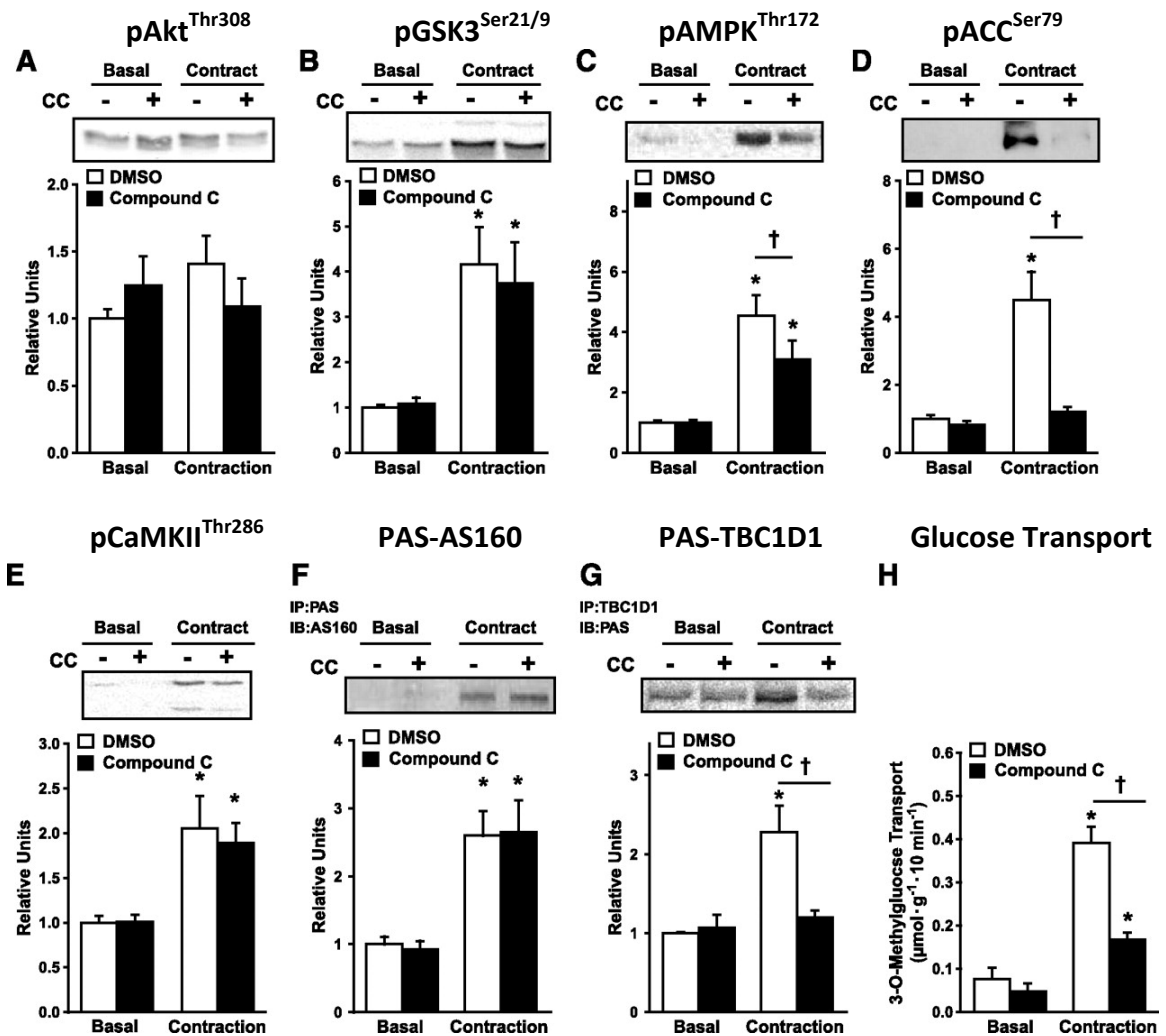 pAkt^Thr308
A
Basal Contract
CC - + - +
DMSO
Compound C
2.0
1.5
1.0
0.5
0.0
Relative Units
Basal Contraction
pGSK3^Ser21/9
B
Basal Contract
CC - + - +
DMSO
Compound C
6
5
4
3
2
1
0
Relative Units
* *
Basal Contraction
pAMPK^Thr172
C
Basal Contract
CC - + - +
DMSO
Compound C
8
6
4
2
0
Relative Units
†
* *
Basal Contraction
pACC^Ser79
D
Basal Contract
CC - + - +
DMSO
Compound C
8
6
4
2
0
Relative Units
†
*
Basal Contraction
pCaMKII^Thr286
E
Basal Contract
CC - + - +
DMSO
Compound C
3.0
2.5
2.0
1.5
1.0
0.5
0.0
Relative Units
* *
Basal Contraction
PAS-AS160
F
IP:PAS
IB:AS160
Basal Contract
CC - + - +
DMSO
Compound C
4
3
2
1
0
Relative Units
* *
Basal Contraction
PAS-TBC1D1
G
IP:TBC1D1
IB:PAS
Basal Contract
CC - + - +
DMSO
Compound C
3
2
1
0
Relative Units
†
*
Basal Contraction
Glucose Transport
H
DMSO
Compound C
0.6
0.5
0.4
0.3
0.2
0.1
0.0
3-O-Methylgluocse Transport
(μmol·g⁻¹·10 min⁻¹)
†
* *
Basal Contraction